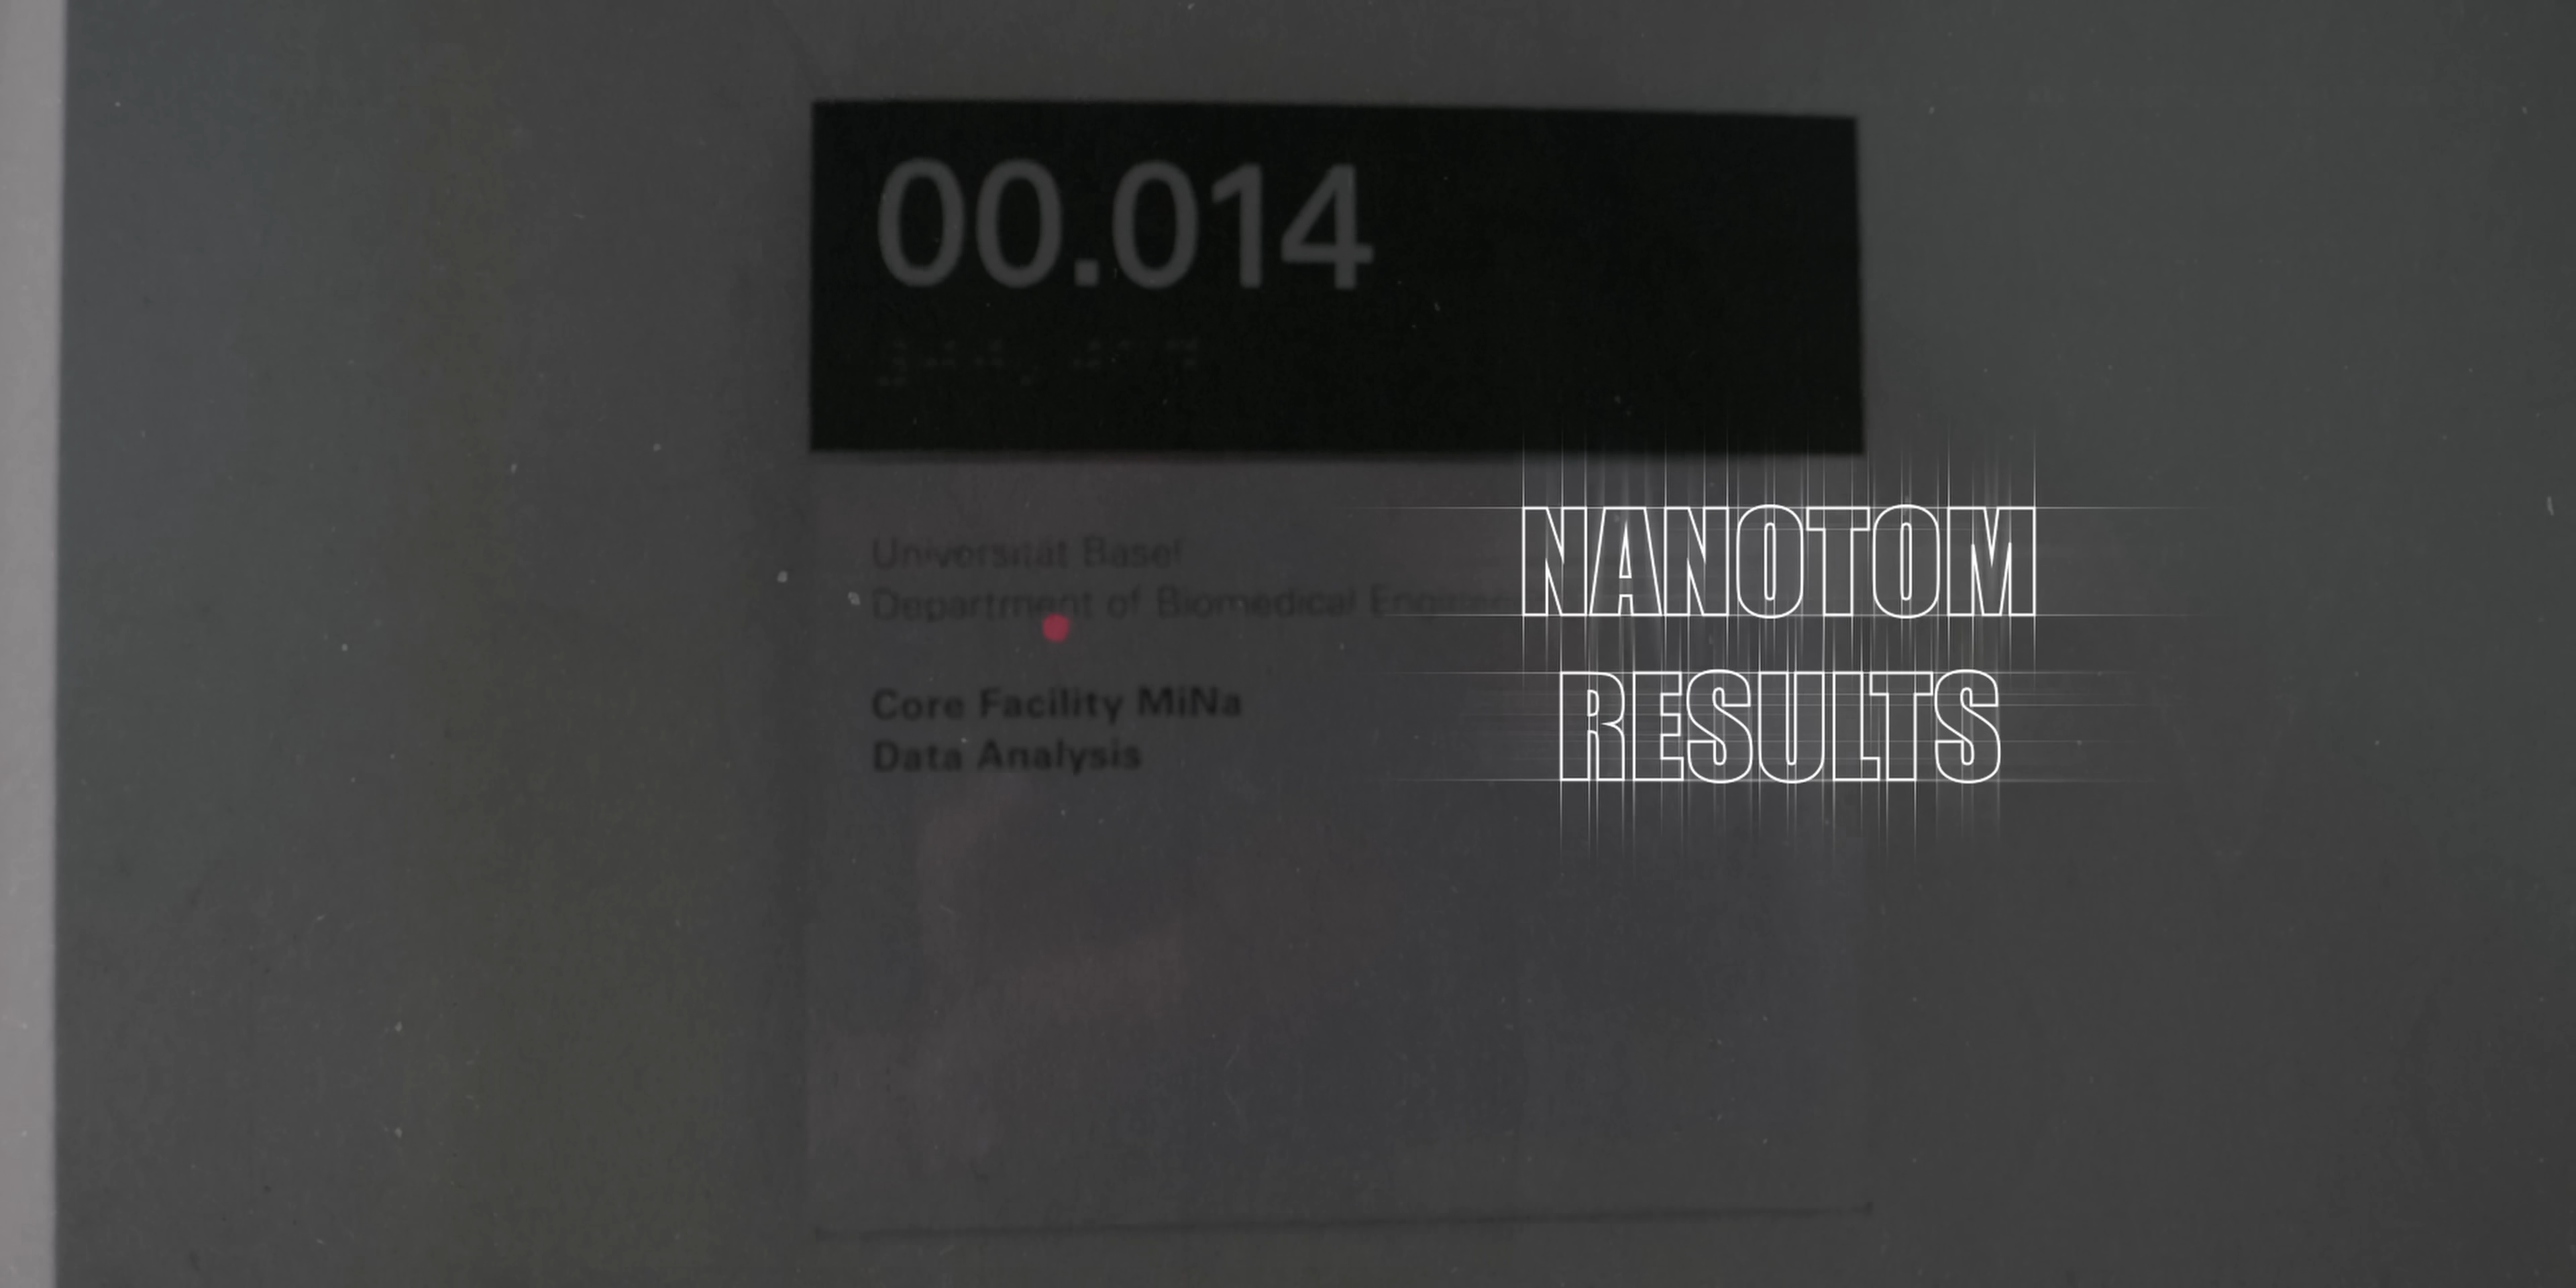 00.014
Universität Basel
Department of Biomedical
Core Facility MiNa
Data Analysis
NANOTOM
RESULTS